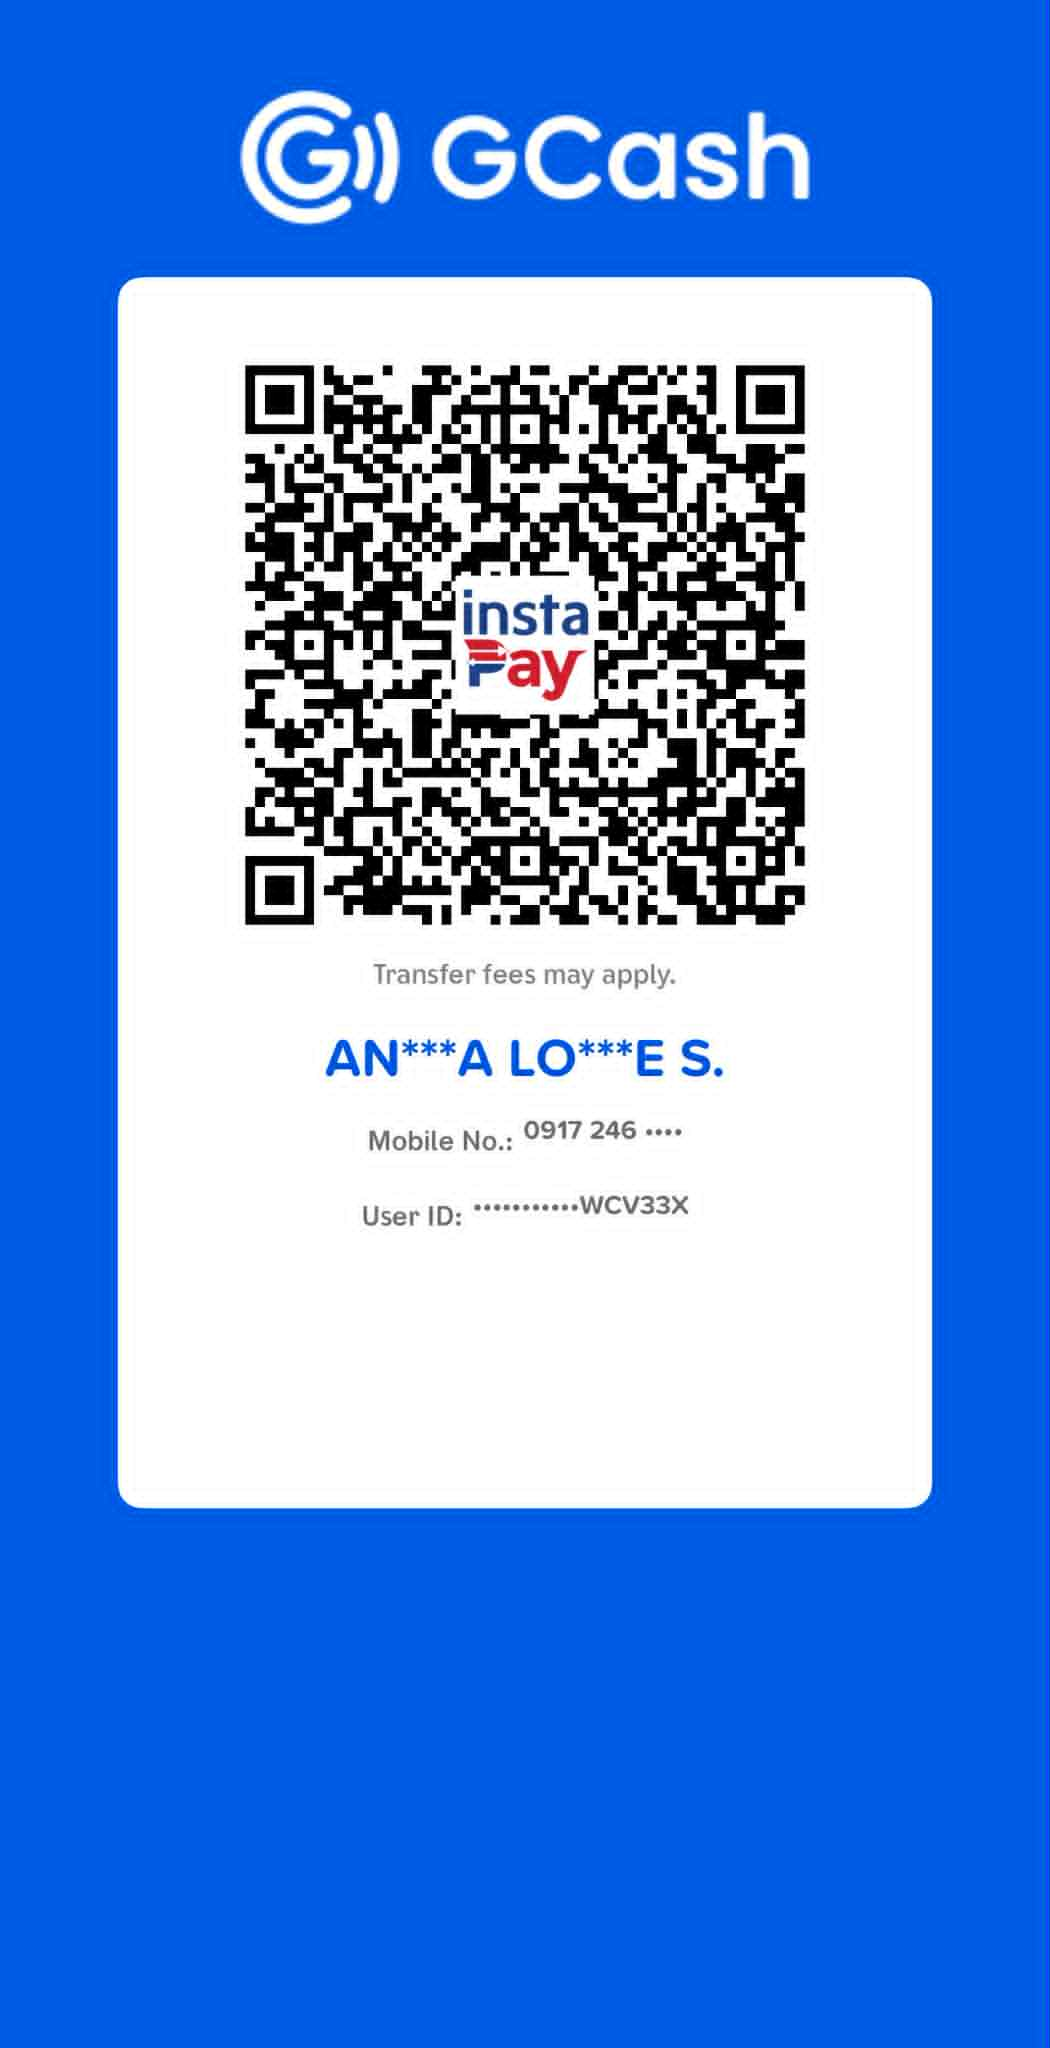 GCash
insta
Pay
Transfer fees may apply.
AN***A LO***E S.
Mobile No.: 0917 246 ••••
User ID: •••••••••••WCV33X